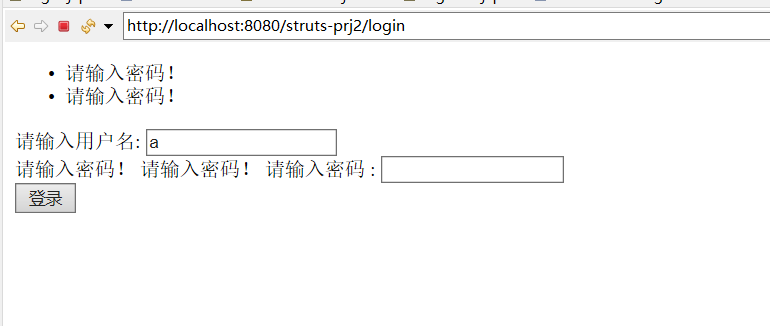 http://localhost:8080/struts-prj2/login
• 请输入密码！
• 请输入密码！
请输入用户名: a
请输入密码！ 请输入密码！ 请输入密码 :
登录